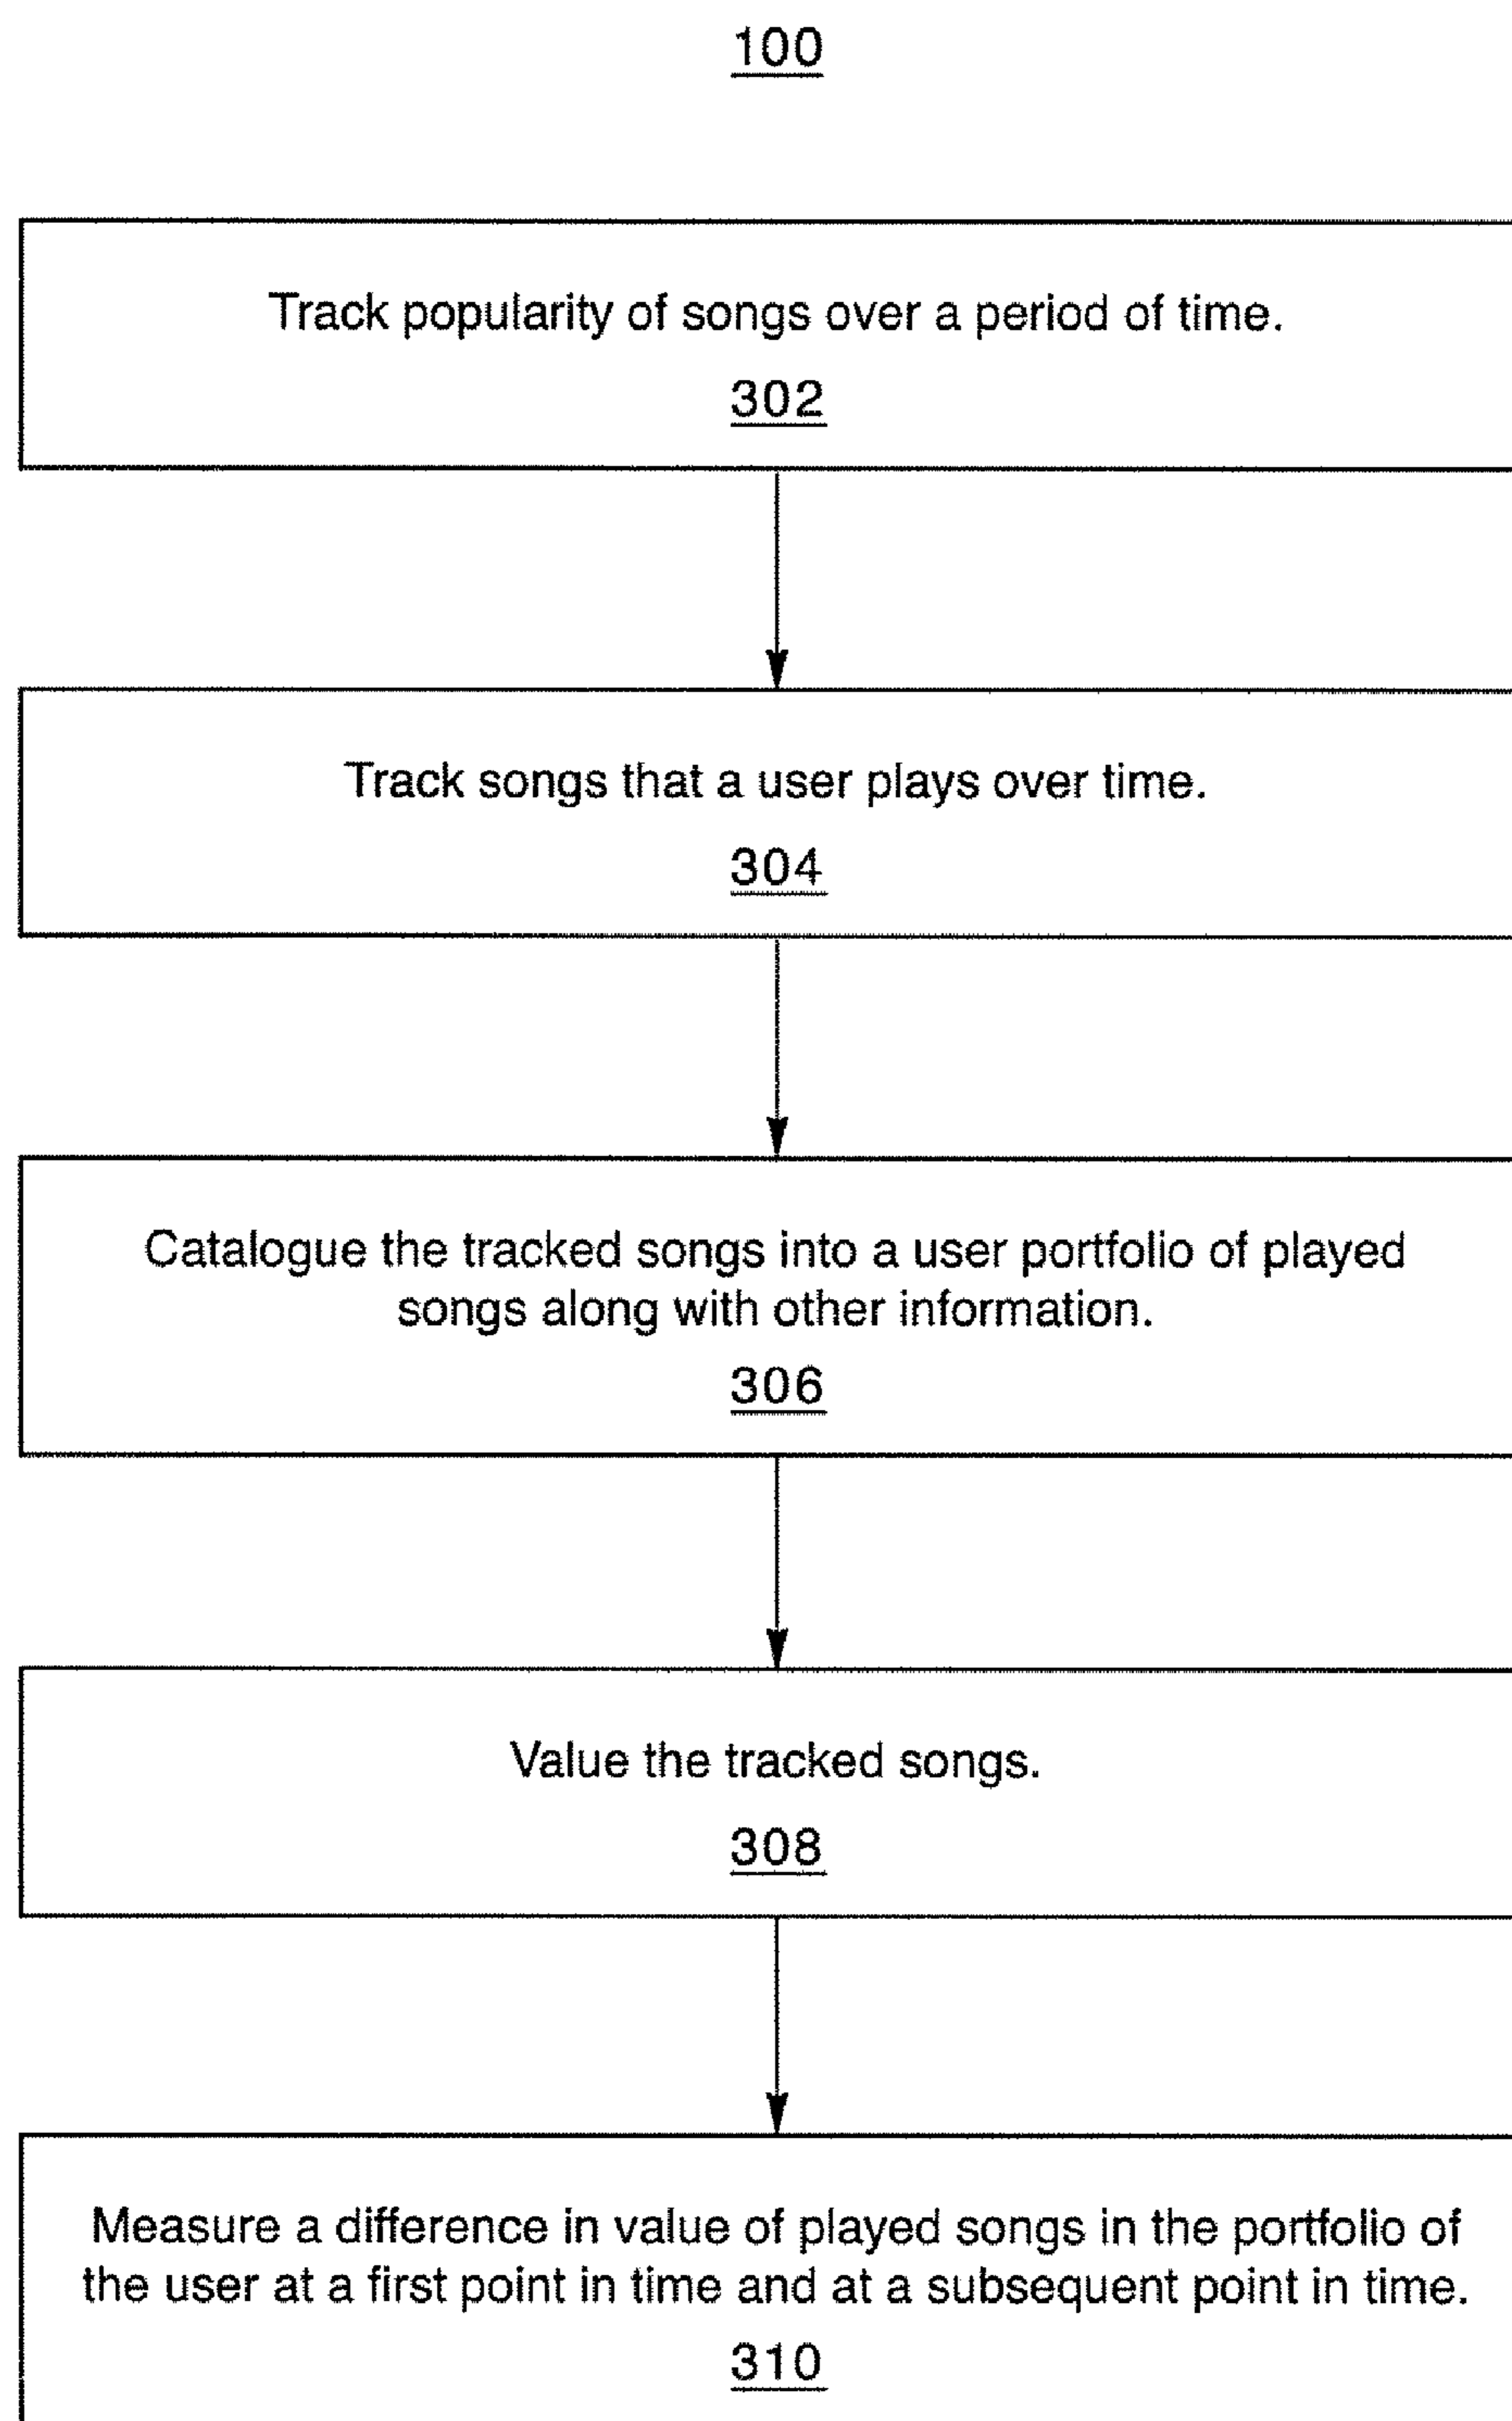 100
Track popularity of songs over a period of time.
302
Track songs that a user plays over time.
304
Catalogue the tracked songs into a user portfolio of played
songs along with other information.
306
Value the tracked songs.
308
Measure a difference in value of played songs in the portfolio of
the user at a first point in time and at a subsequent point in time.
310